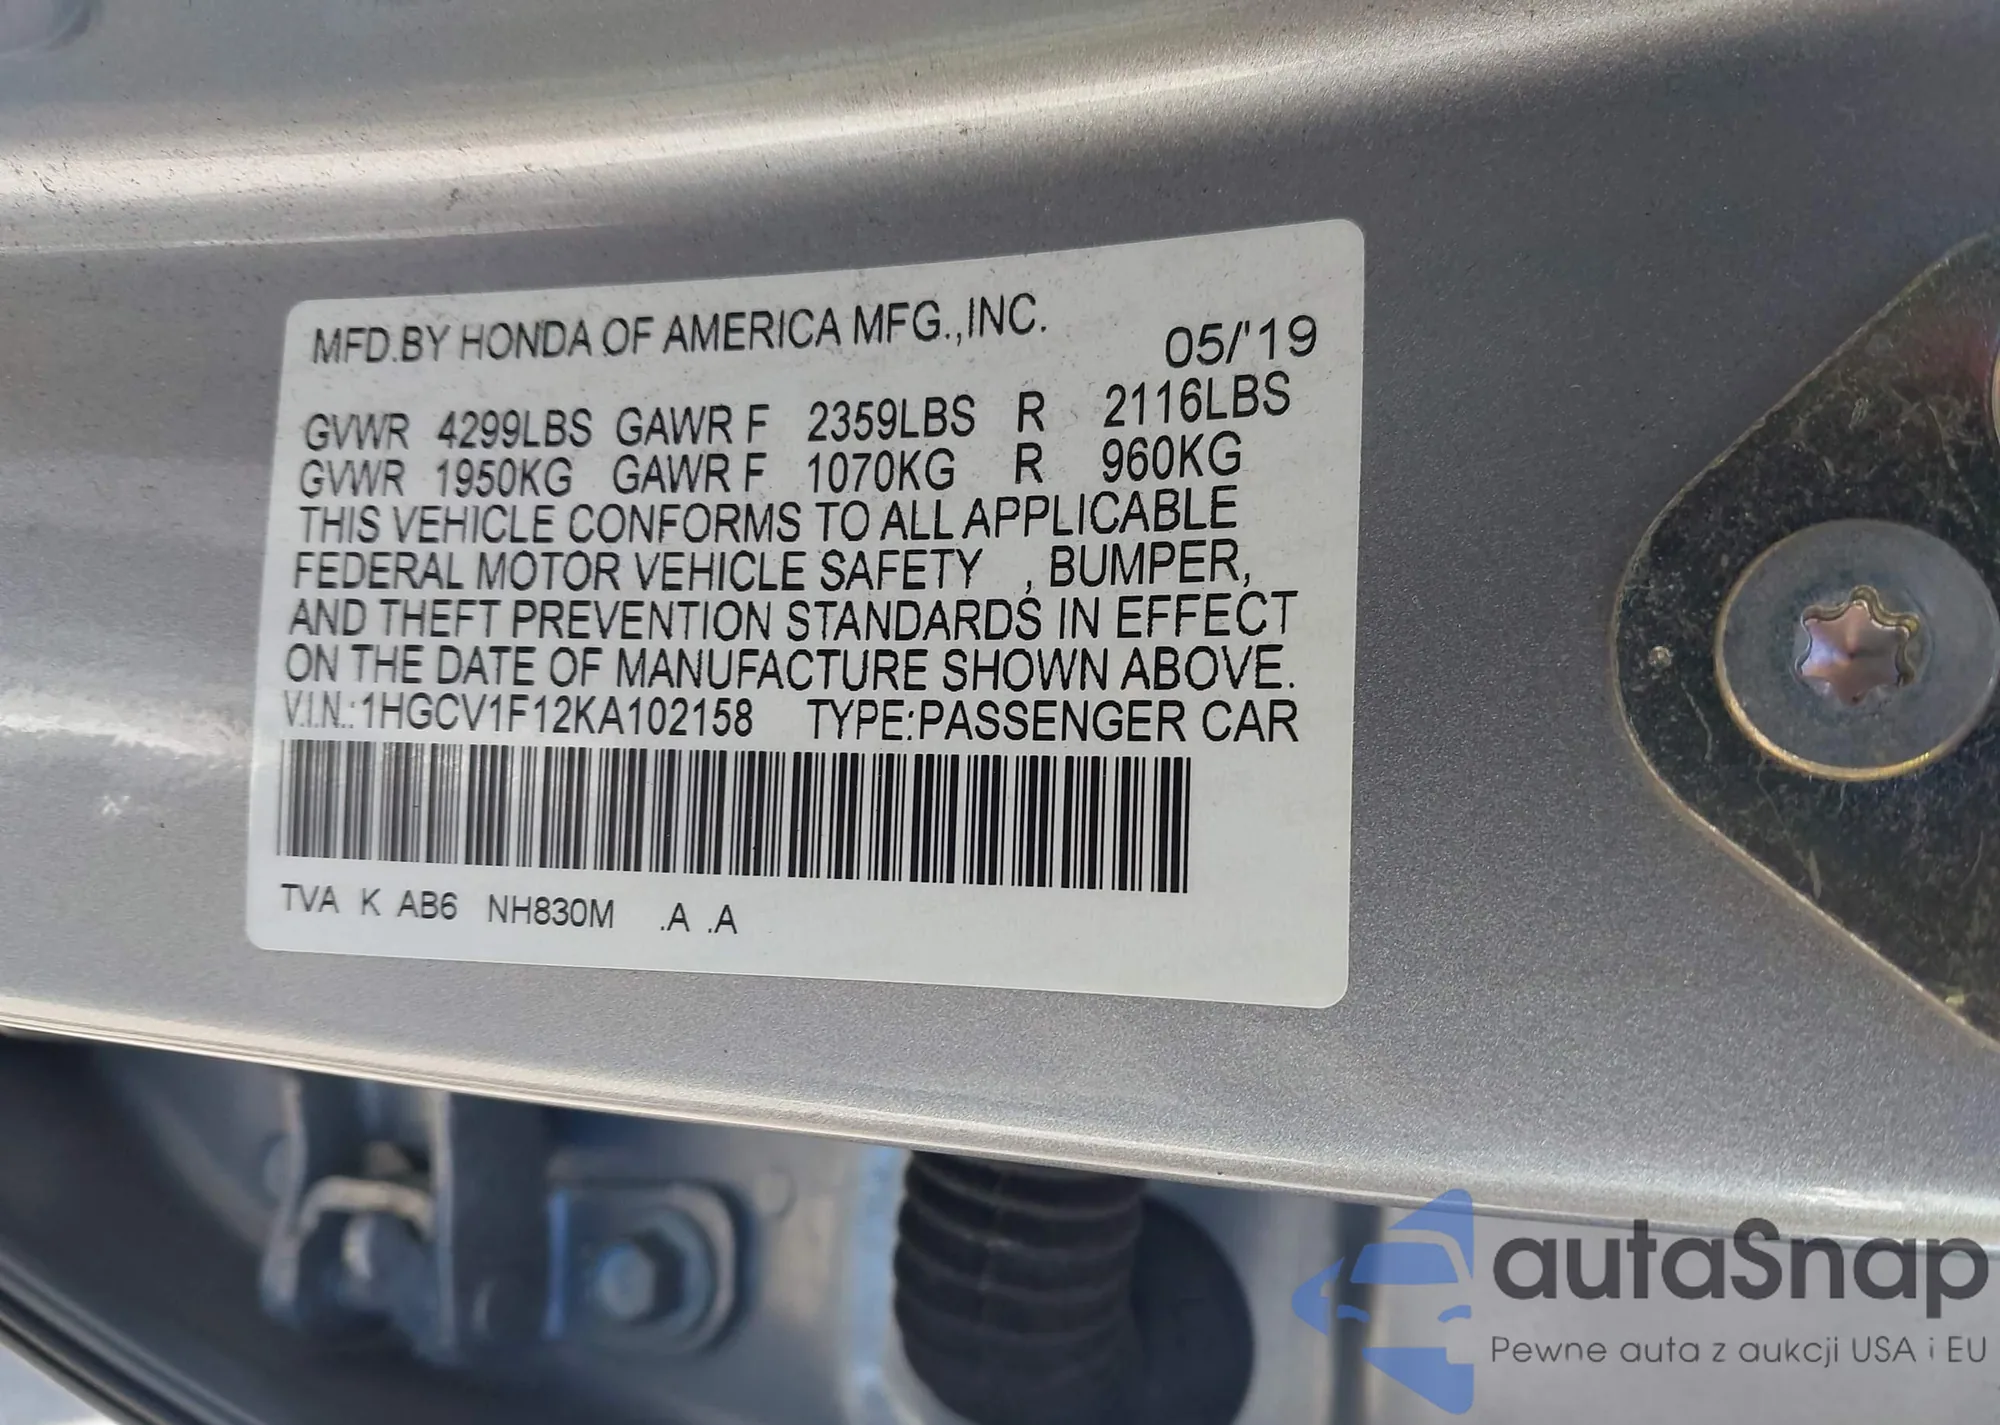 MFD.BY HONDA OF AMERICA MFG.,INC. 05/'19
GVWR 4299LBS GAWR F 2359LBS R 2116LBS
GVWR 1950KG GAWR F 1070KG R 960KG
THIS VEHICLE CONFORMS TO ALL APPLICABLE
FEDERAL MOTOR VEHICLE SAFETY , BUMPER,
AND THEFT PREVENTION STANDARDS IN EFFECT
ON THE DATE OF MANUFACTURE SHOWN ABOVE.
V.I.N.:1HGCV1F12KA102158 TYPE:PASSENGER CAR
TVA K AB6 NH830M .A .A
autaSnap
Pewne auta z aukcji USA i EU